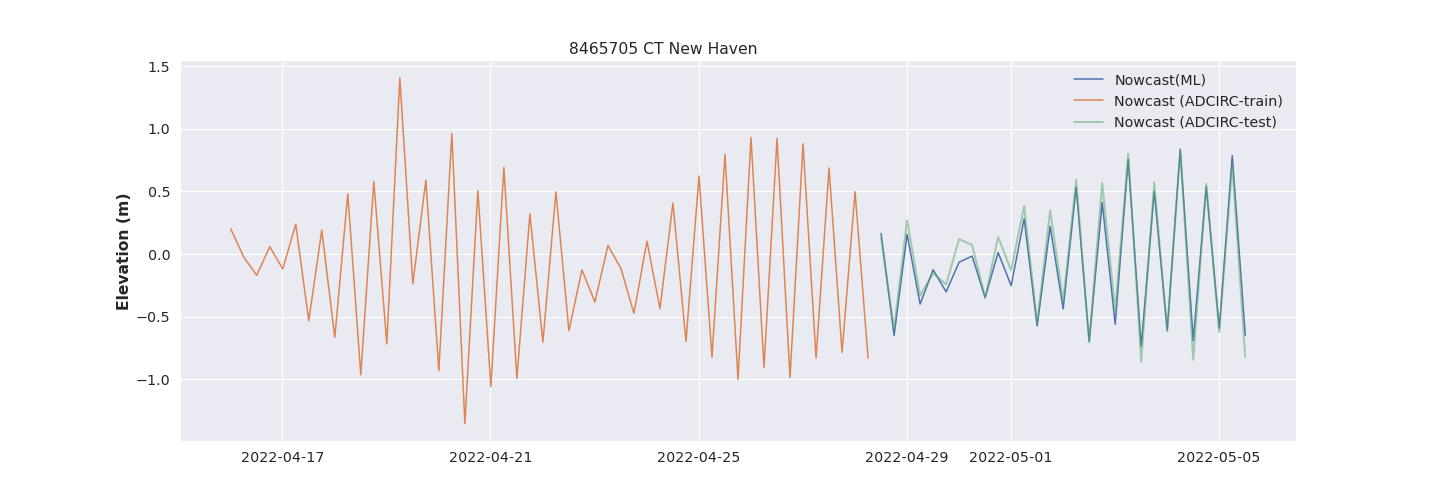 8465705 CT New Haven
1.5
1.0
0.5
0.0
−0.5
−1.0
Elevation (m)
Nowcast(ML)
Nowcast (ADCIRC-train)
Nowcast (ADCIRC-test)
2022-04-17
2022-04-21
2022-04-25
2022-04-29
2022-05-01
2022-05-05